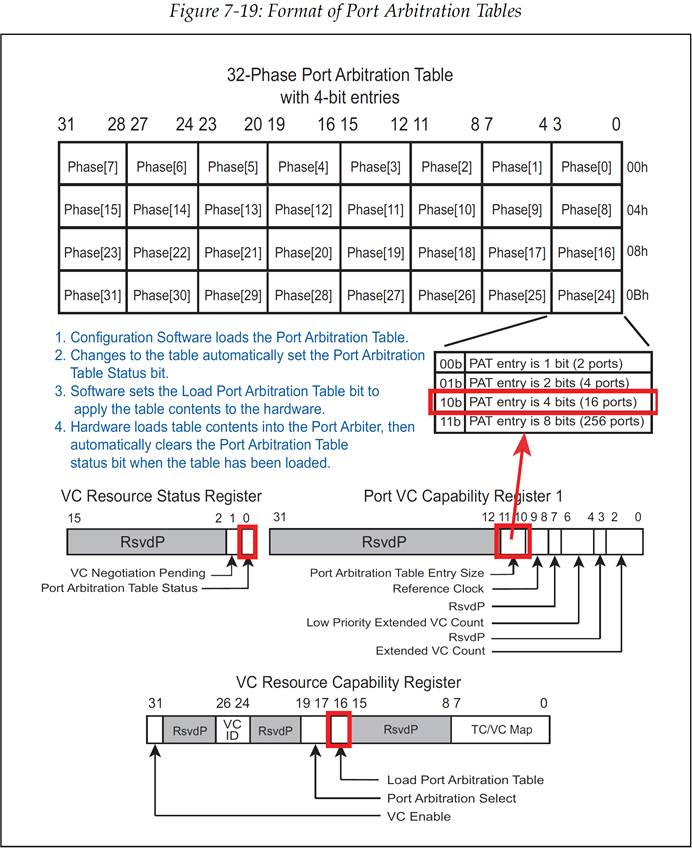 Figure 7-19: Format of Port Arbitration Tables
32-Phase Port Arbitration Table
with 4-bit entries
31 28 27 24 23 20 19 16 15 12 11 8 7 4 3 0
Phase[7] Phase[6] Phase[5] Phase[4] Phase[3] Phase[2] Phase[1] Phase[0] 00h
Phase[15] Phase[14] Phase[13] Phase[12] Phase[11] Phase[10] Phase[9] Phase[8] 04h
Phase[23] Phase[22] Phase[21] Phase[20] Phase[19] Phase[18] Phase[17] Phase[16] 08h
Phase[31] Phase[30] Phase[29] Phase[28] Phase[27] Phase[26] Phase[25] Phase[24] 0Bh
1. Configuration Software loads the Port Arbitration Table.
2. Changes to the table automatically set the Port Arbitration
Table Status bit.
3. Software sets the Load Port Arbitration Table bit to
apply the table contents to the hardware.
4. Hardware loads table contents into the Port Arbiter, then
automatically clears the Port Arbitration Table
status bit when the table has been loaded.
00b PAT entry is 1 bit (2 ports)
01b PAT entry is 2 bits (4 ports)
10b PAT entry is 4 bits (16 ports)
11b PAT entry is 8 bits (256 ports)
VC Resource Status Register
15 2 1 0
RsvdP
VC Negotiation Pending
Port Arbitration Table Status
Port VC Capability Register 1
31 12 11 10 9 8 7 6 4 3 2 0
RsvdP
Port Arbitration Table Entry Size
Reference Clock
RsvdP
Low Priority Extended VC Count
RsvdP
Extended VC Count
VC Resource Capability Register
31 26 24 19 17 16 15 8 7 0
RsvdP VC ID RsvdP RsvdP TC/VC Map
Load Port Arbitration Table
Port Arbitration Select
VC Enable